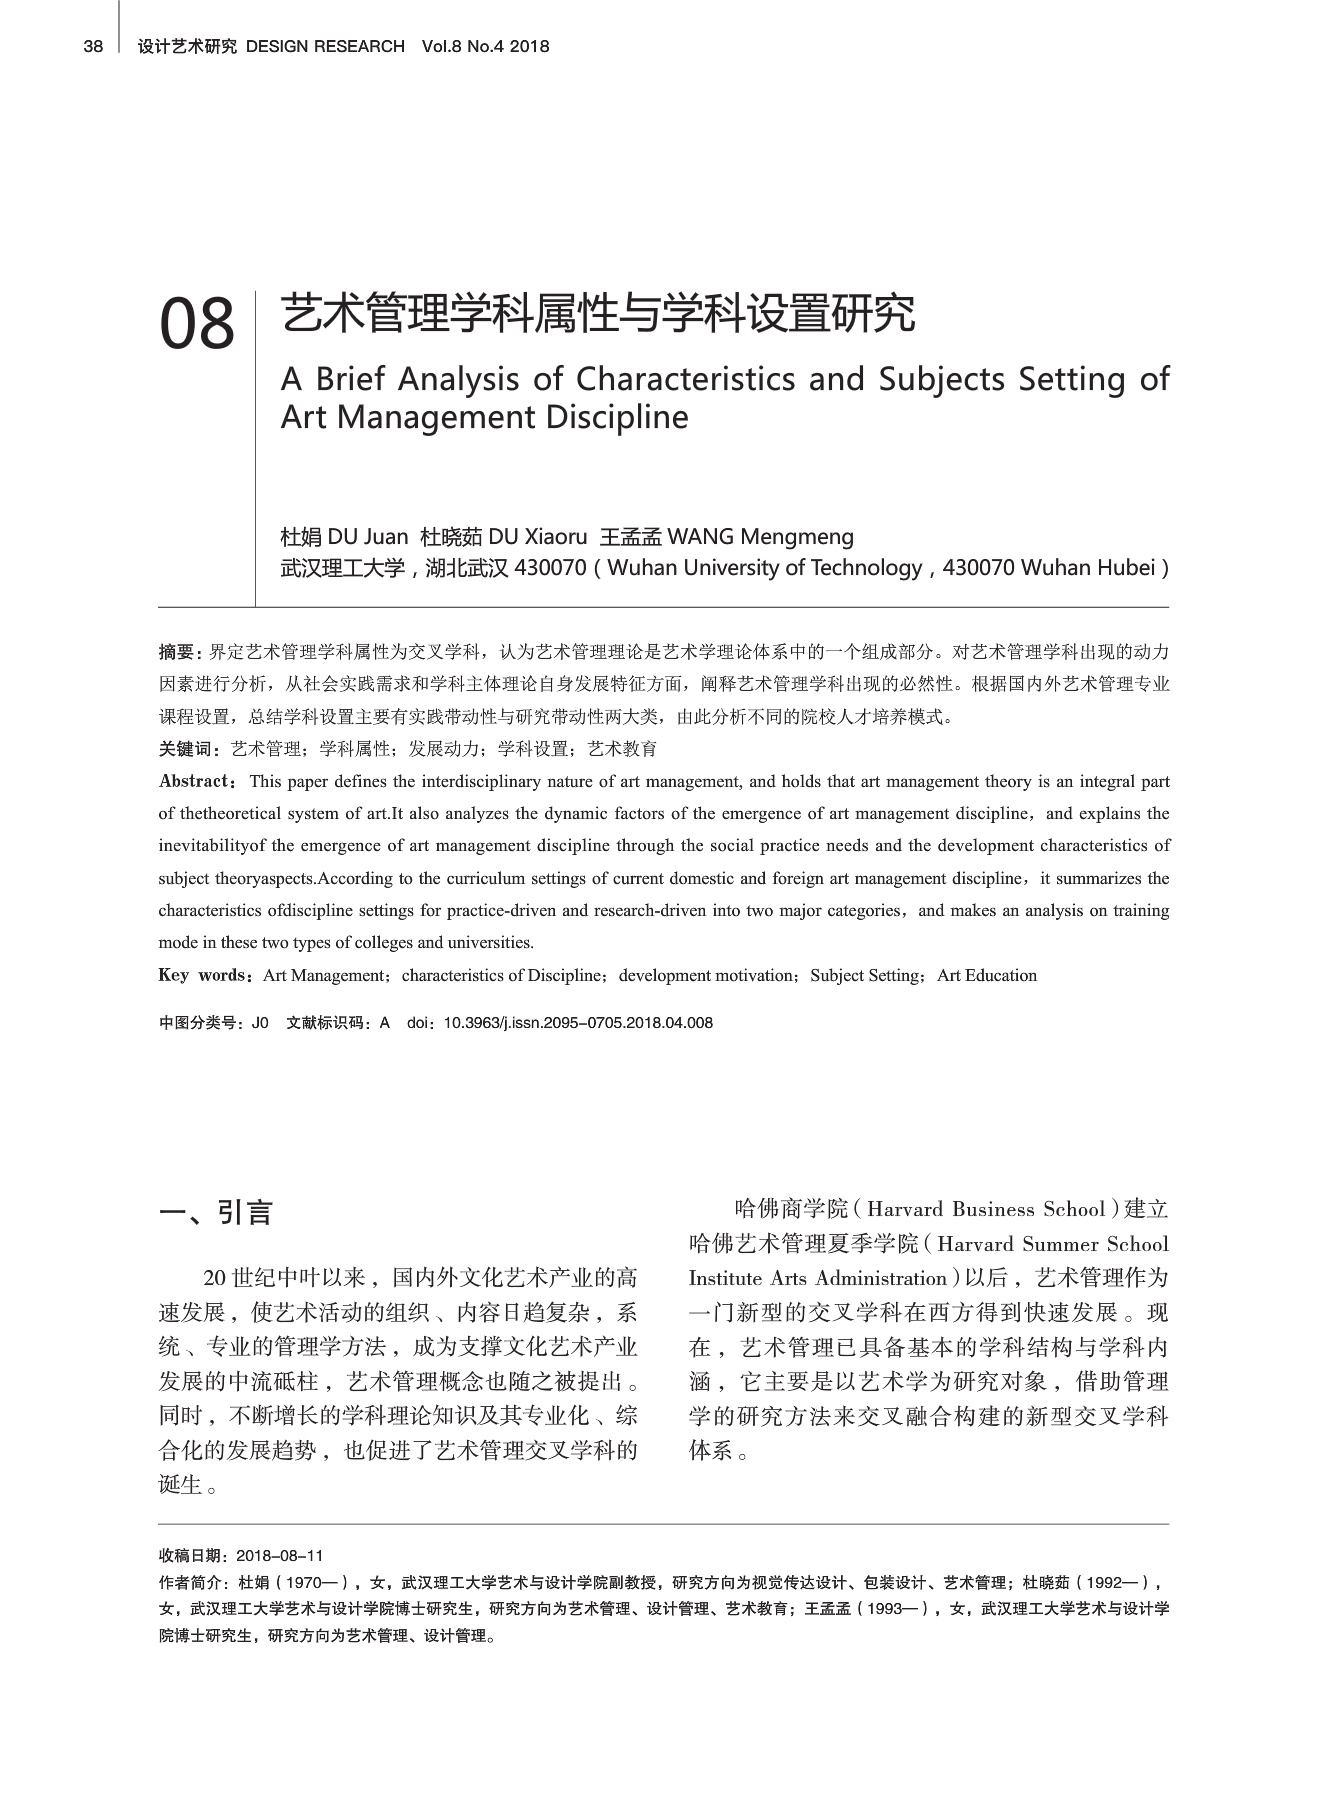 38 设计艺术研究 DESIGN RESEARCH Vol.8 No.4 2018
08
艺术管理学科属性与学科设置研究
A Brief Analysis of Characteristics and Subjects Setting of
Art Management Discipline
杜娟 DU Juan 杜晓茹 DU Xiaoru 王孟孟 WANG Mengmeng
武汉理工大学，湖北武汉 430070（Wuhan University of Technology，430070 Wuhan Hubei）
摘要：界定艺术管理学科属性为交叉学科，认为艺术管理理论是艺术学理论体系中的一个组成部分。对艺术管理学科出现的动力
因素进行分析，从社会实践需求和学科主体理论自身发展特征方面，阐释艺术管理学科出现的必然性。根据国内外艺术管理专业
课程设置，总结学科设置主要有实践带动性与研究带动性两大类，由此分析不同的院校人才培养模式。
关键词：艺术管理；学科属性；发展动力；学科设置；艺术教育
Abstract：This paper defines the interdisciplinary nature of art management, and holds that art management theory is an integral part
of thetheoretical system of art.It also analyzes the dynamic factors of the emergence of art management discipline，and explains the
inevitabilityof the emergence of art management discipline through the social practice needs and the development characteristics of
subject theoryaspects.According to the curriculum settings of current domestic and foreign art management discipline，it summarizes the
characteristics ofdiscipline settings for practice-driven and research-driven into two major categories，and makes an analysis on training
mode in these two types of colleges and universities.
Key words：Art Management；characteristics of Discipline；development motivation；Subject Setting；Art Education
中图分类号：J0 文献标识码：A doi：10.3963/j.issn.2095-0705.2018.04.008
一、引言
20 世纪中叶以来，国内外文化艺术产业的高
速发展，使艺术活动的组织、内容日趋复杂，系
统、专业的管理学方法，成为支撑文化艺术产业
发展的中流砥柱，艺术管理概念也随之被提出。
同时，不断增长的学科理论知识及其专业化、综
合化的发展趋势，也促进了艺术管理交叉学科的
诞生。
哈佛商学院（Harvard Business School）建立
哈佛艺术管理夏季学院（Harvard Summer School
Institute Arts Administration）以后，艺术管理作为
一门新型的交叉学科在西方得到快速发展。现
在，艺术管理已具备基本的学科结构与学科内
涵，它主要是以艺术学为研究对象，借助管理
学的研究方法来交叉融合构建的新型交叉学科
体系。
收稿日期：2018-08-11
作者简介：杜娟（1970—），女，武汉理工大学艺术与设计学院副教授，研究方向为视觉传达设计、包装设计、艺术管理；杜晓茹（1992—），
女，武汉理工大学艺术与设计学院博士研究生，研究方向为艺术管理、设计管理、艺术教育；王孟孟（1993—），女，武汉理工大学艺术与设计学
院博士研究生，研究方向为艺术管理、设计管理。